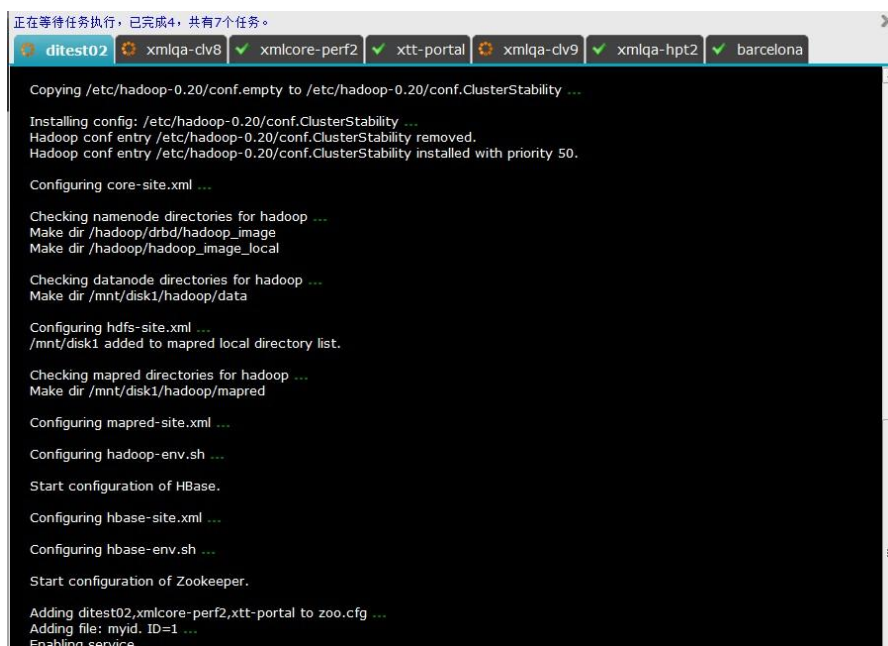 正在等待任务执行，已完成4，共有7个任务。
ditest02 xmlqa-clv8 xmlcore-perf2 xtt-portal xmlqa-clv9 xmlqa-hpt2 barcelona
Copying /etc/hadoop-0.20/conf.empty to /etc/hadoop-0.20/conf.ClusterStability ...
Installing config: /etc/hadoop-0.20/conf.ClusterStability ...
Hadoop conf entry /etc/hadoop-0.20/conf.ClusterStability removed.
Hadoop conf entry /etc/hadoop-0.20/conf.ClusterStability installed with priority 50.
Configuring core-site.xml ...
Checking namenode directories for hadoop ...
Make dir /hadoop/drbd/hadoop_image
Make dir /hadoop/hadoop_image_local
Checking datanode directories for hadoop ...
Make dir /mnt/disk1/hadoop/data
Configuring hdfs-site.xml ...
/mnt/disk1 added to mapred local directory list.
Checking mapred directories for hadoop ...
Make dir /mnt/disk1/hadoop/mapred
Configuring mapred-site.xml ...
Configuring hadoop-env.sh ...
Start configuration of HBase.
Configuring hbase-site.xml ...
Configuring hbase-env.sh ...
Start configuration of Zookeeper.
Adding ditest02,xmlcore-perf2,xtt-portal to zoo.cfg ...
Adding file: myid. ID=1 ...
Enabling service